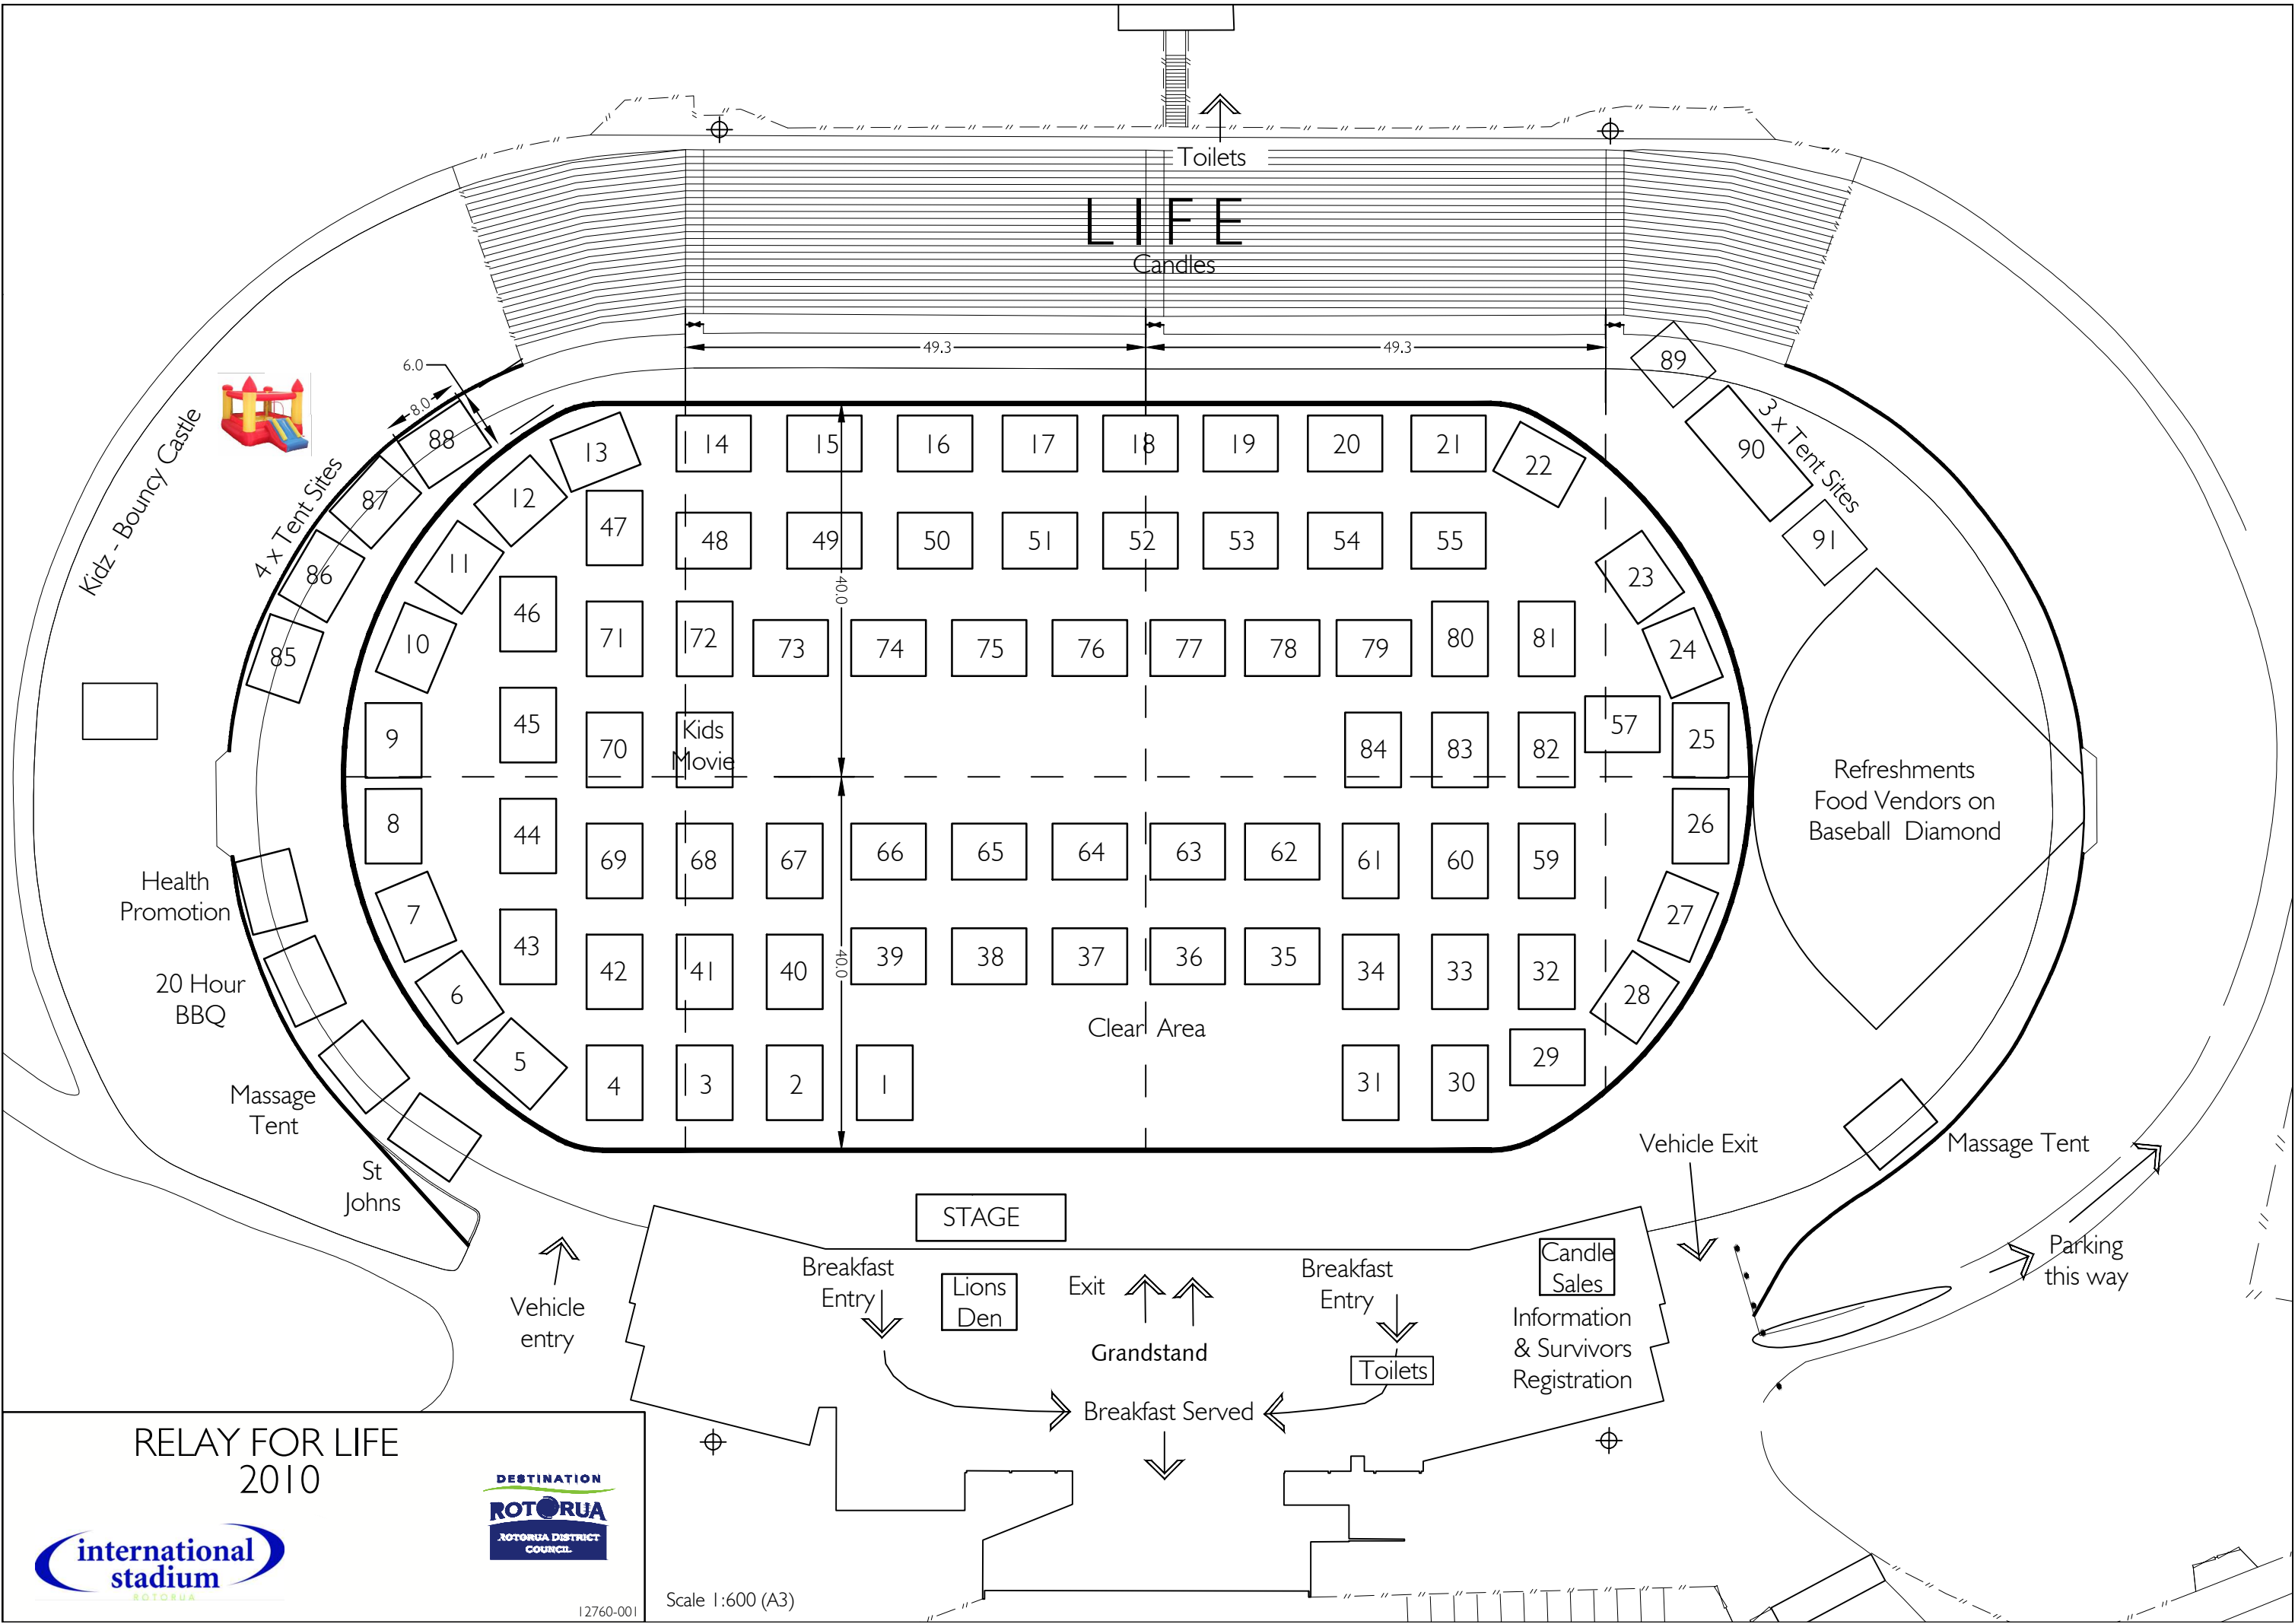 Toilets
LIFE
Candles
49.3
49.3
6.0
8.0
88
87
86
85
4 x Tent Sites
Kidz - Bouncy Castle
89
90
91
3 x Tent Sites
13
14
15
16
17
18
19
20
21
22
12
47
48
49
50
51
52
53
54
55
11
46
40.0
23
10
71
72
73
74
75
76
77
78
79
80
81
24
9
45
70
Kids
Movie
84
83
82
57
25
Refreshments
Food Vendors on
Baseball Diamond
8
44
69
68
67
66
65
64
63
62
61
60
59
26
Health
Promotion
7
43
42
41
40
40.0
39
38
37
36
35
34
33
32
27
20 Hour
BBQ
6
28
Clear Area
5
4
3
2
1
31
30
29
Massage
Tent
St
Johns
Vehicle Exit
Massage Tent
STAGE
Vehicle
entry
Breakfast
Entry
Lions
Den
Exit
Grandstand
Breakfast
Entry
Toilets
Candle
Sales
Information
& Survivors
Registration
Parking
this way
Breakfast Served
RELAY FOR LIFE
2010
DESTINATION
ROTORUA
ROTORUA DISTRICT
COUNCIL
international
stadium
ROTORUA
12760-001
Scale 1:600 (A3)